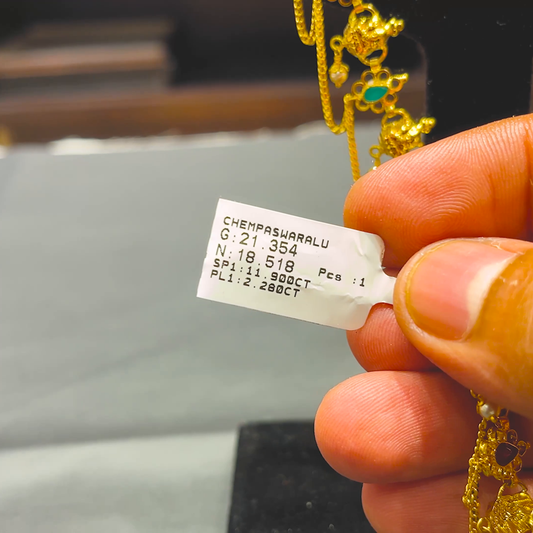 CHEMPASWARALU
G:21.354
N:18.518
SP1:11.900CT Pcs :1
PL1:2.280CT